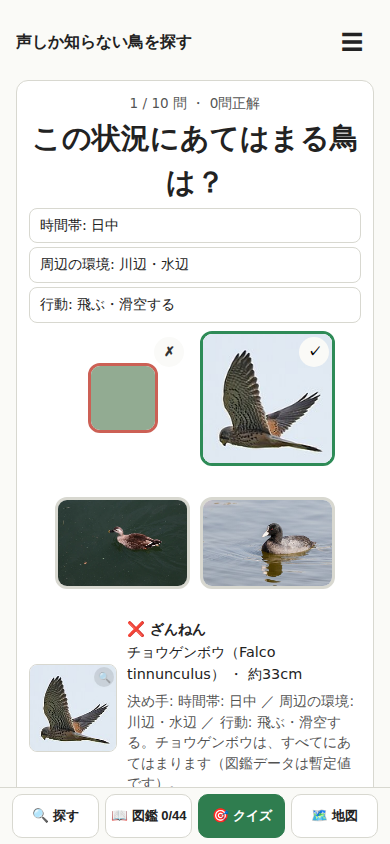 声しか知らない鳥を探す
☰
1 / 10 問 ・ 0問正解
この状況にあてはまる鳥
は？
時間帯: 日中
周辺の環境: 川辺・水辺
行動: 飛ぶ・滑空する
✗ ✓
❌ ざんねん
チョウゲンボウ（Falco
tinnunculus） ・ 約33cm
決め手: 時間帯: 日中 ／ 周辺の環境:
川辺・水辺 ／ 行動: 飛ぶ・滑空す
る。チョウゲンボウは、すべてにあ
てはまります（図鑑データは暫定値
です）。
🔍 探す
📖 図鑑 0/44
🎯 クイズ
🗺️ 地図